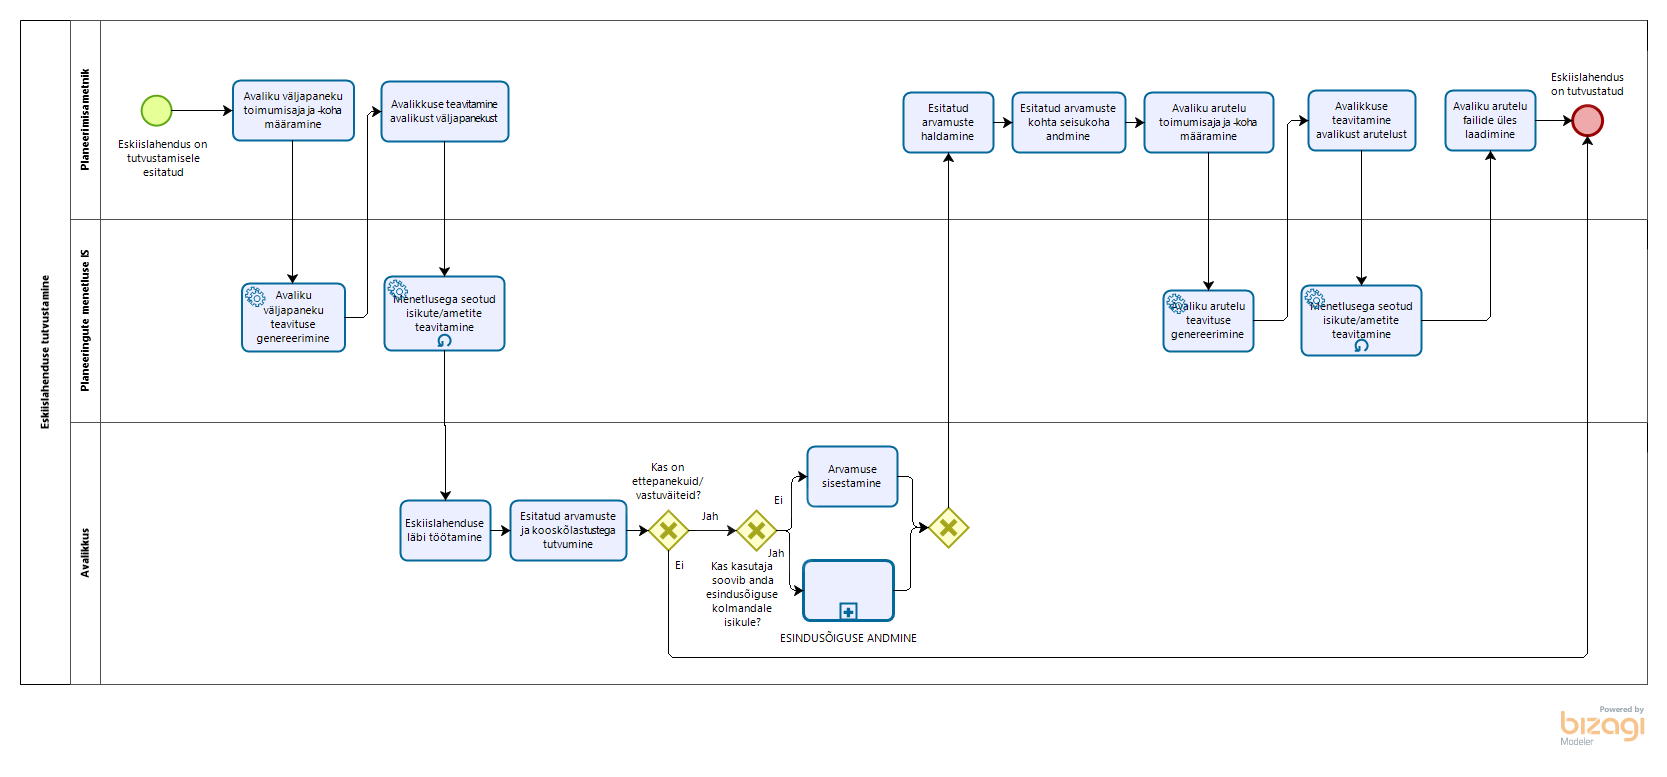 Eskiislahenduse tutvustamine
Planeerimisametnik
Eskiislahendus on
tutvustamisele
esitatud
Avaliku väljapaneku
toimumisaja ja -koha
määramine
Avalikkuse teavitamine
avalikust väljapanekust
Esitatud
arvamuste
haldamine
Esitatud arvamuste
kohta seisukoha
andmine
Avaliku arutelu
toimumisaja ja -koha
määramine
Avalikkuse
teavitamine
avalikust arutelust
Avaliku arutelu
failide üles
laadimine
Eskiislahendus
on tutvustatud
Planeeringute menetluse IS
Avaliku
väljapaneku
teavituse
genereerimine
Menetlusega seotud
isikute/ametite
teavitamine
Avaliku arutelu
teavituse
genereerimine
Menetlusega seotud
isikute/ametite
teavitamine
Avalikkus
Eskiislahenduse
läbi töötamine
Esitatud arvamuste
ja kooskõlastustega
tutvumine
Kas on
ettepanekuid/
vastuväiteid?
Jah
Ei
Kas kasutaja
soovib anda
esindusõiguse
kolmandale
isikule?
Ei
Jah
Arvamuse
sisestamine
ESINDUSÕIGUSE ANDMINE
Powered by
bizagi
Modeler